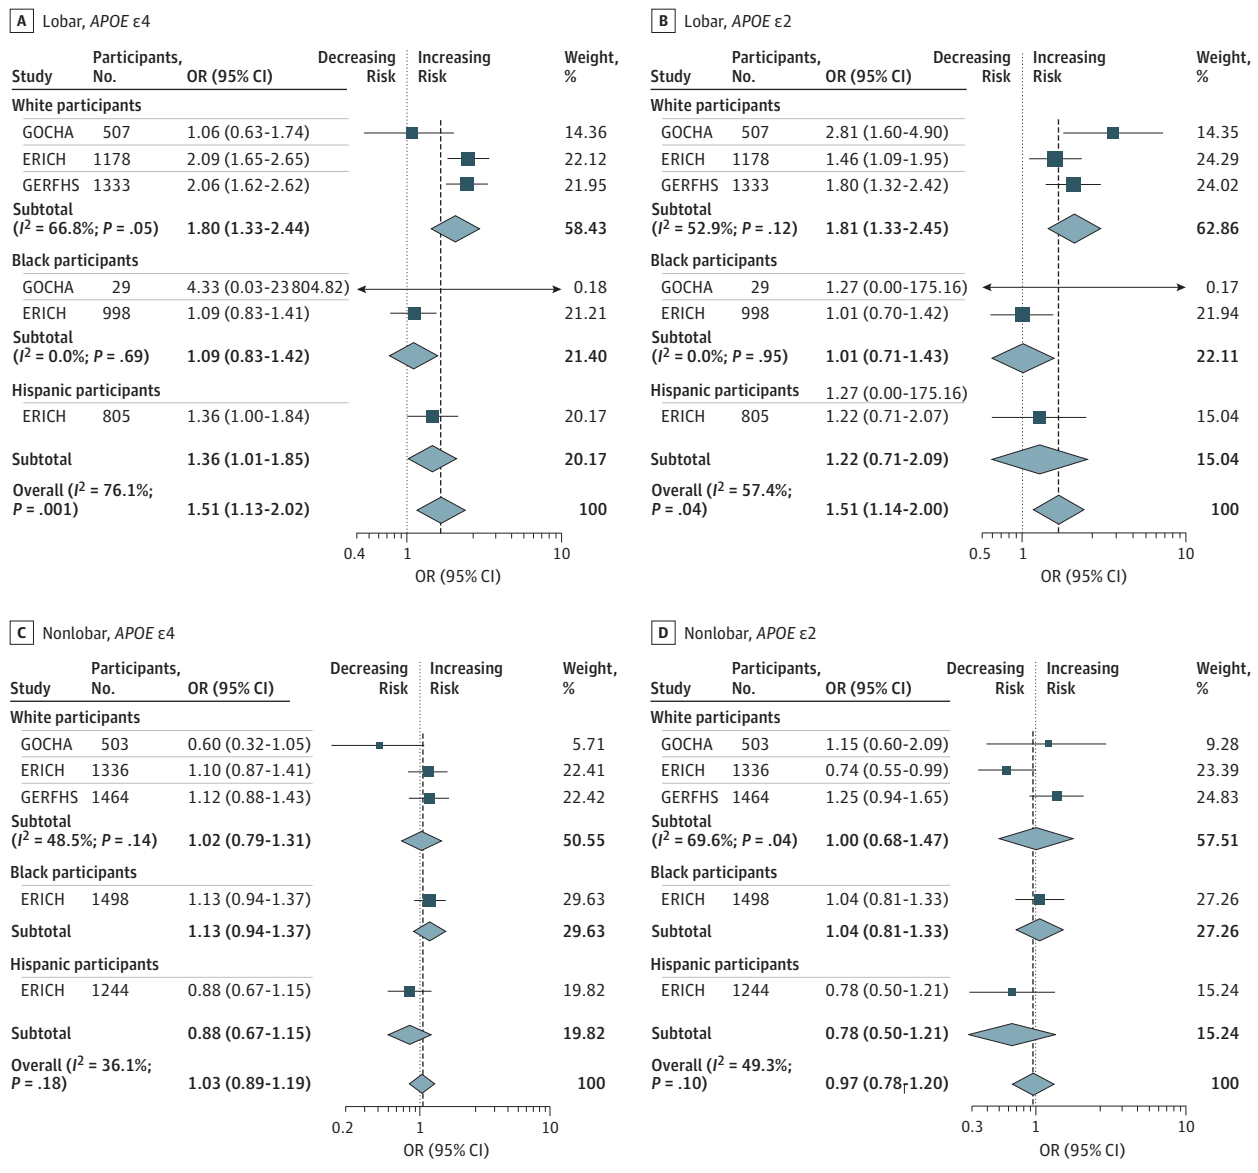 A Lobar, APOE ε4
Participants, Decreasing Increasing Weight,
Study No. OR (95% CI) Risk Risk %
White participants
GOCHA 507 1.06 (0.63-1.74) 14.36
ERICH 1178 2.09 (1.65-2.65) 22.12
GERFHS 1333 2.06 (1.62-2.62) 21.95
Subtotal
(I² = 66.8%; P = .05) 1.80 (1.33-2.44) 58.43
Black participants
GOCHA 29 4.33 (0.03-23 804.82) 0.18
ERICH 998 1.09 (0.83-1.41) 21.21
Subtotal
(I² = 0.0%; P = .69) 1.09 (0.83-1.42) 21.40
Hispanic participants
ERICH 805 1.36 (1.00-1.84) 20.17
Subtotal 1.36 (1.01-1.85) 20.17
Overall (I² = 76.1%;
P = .001) 1.51 (1.13-2.02) 100
0.4 1 10
OR (95% CI)
B Lobar, APOE ε2
Participants, Decreasing Increasing Weight,
Study No. OR (95% CI) Risk Risk %
White participants
GOCHA 507 2.81 (1.60-4.90) 14.35
ERICH 1178 1.46 (1.09-1.95) 24.29
GERFHS 1333 1.80 (1.32-2.42) 24.02
Subtotal
(I² = 52.9%; P = .12) 1.81 (1.33-2.45) 62.86
Black participants
GOCHA 29 1.27 (0.00-175.16) 0.17
ERICH 998 1.01 (0.70-1.42) 21.94
Subtotal
(I² = 0.0%; P = .95) 1.01 (0.71-1.43) 22.11
Hispanic participants 1.27 (0.00-175.16)
ERICH 805 1.22 (0.71-2.07) 15.04
Subtotal 1.22 (0.71-2.09) 15.04
Overall (I² = 57.4%;
P = .04) 1.51 (1.14-2.00) 100
0.5 1 10
OR (95% CI)
C Nonlobar, APOE ε4
Participants, Decreasing Increasing Weight,
Study No. OR (95% CI) Risk Risk %
White participants
GOCHA 503 0.60 (0.32-1.05) 5.71
ERICH 1336 1.10 (0.87-1.41) 22.41
GERFHS 1464 1.12 (0.88-1.43) 22.42
Subtotal
(I² = 48.5%; P = .14) 1.02 (0.79-1.31) 50.55
Black participants
ERICH 1498 1.13 (0.94-1.37) 29.63
Subtotal 1.13 (0.94-1.37) 29.63
Hispanic participants
ERICH 1244 0.88 (0.67-1.15) 19.82
Subtotal 0.88 (0.67-1.15) 19.82
Overall (I² = 36.1%;
P = .18) 1.03 (0.89-1.19) 100
0.2 1 10
OR (95% CI)
D Nonlobar, APOE ε2
Participants, Decreasing Increasing Weight,
Study No. OR (95% CI) Risk Risk %
White participants
GOCHA 503 1.15 (0.60-2.09) 9.28
ERICH 1336 0.74 (0.55-0.99) 23.39
GERFHS 1464 1.25 (0.94-1.65) 24.83
Subtotal
(I² = 69.6%; P = .04) 1.00 (0.68-1.47) 57.51
Black participants
ERICH 1498 1.04 (0.81-1.33) 27.26
Subtotal 1.04 (0.81-1.33) 27.26
Hispanic participants
ERICH 1244 0.78 (0.50-1.21) 15.24
Subtotal 0.78 (0.50-1.21) 15.24
Overall (I² = 49.3%;
P = .10) 0.97 (0.78-1.20) 100
0.3 1 10
OR (95% CI)